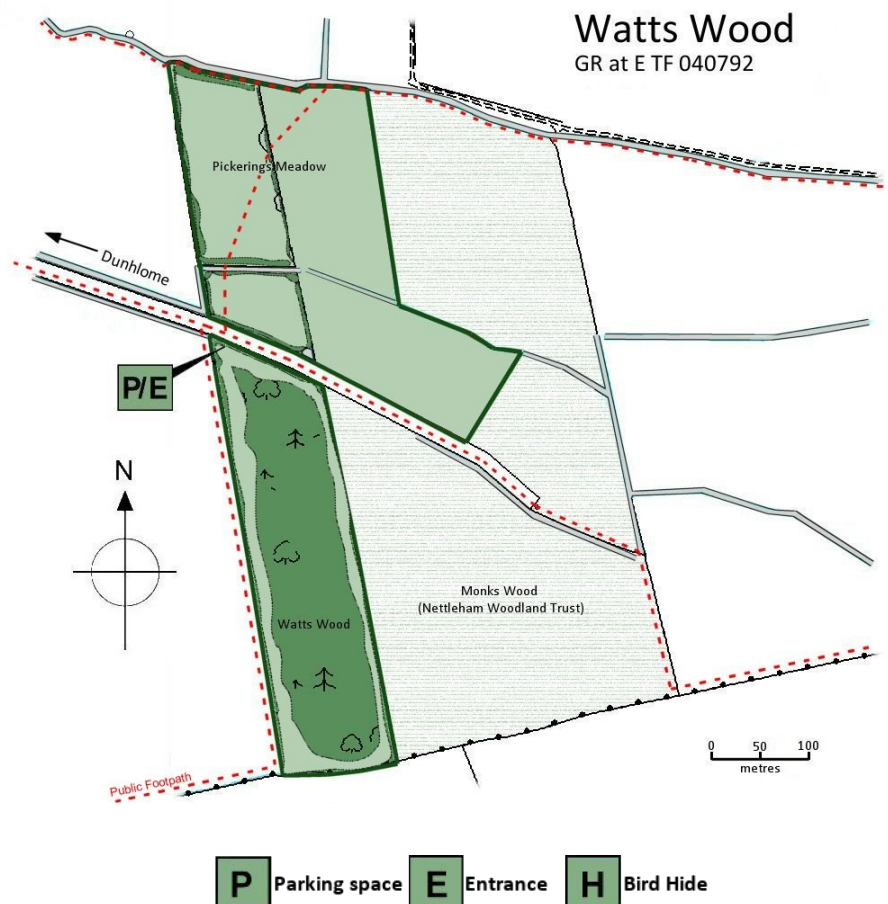 Watts Wood
GR at E TF 040792
Pickerings Meadow
Dunhlome
P/E
N
Monks Wood
(Nettleham Woodland Trust)
Watts Wood
0 50 100
metres
Public Footpath
P Parking space E Entrance H Bird Hide